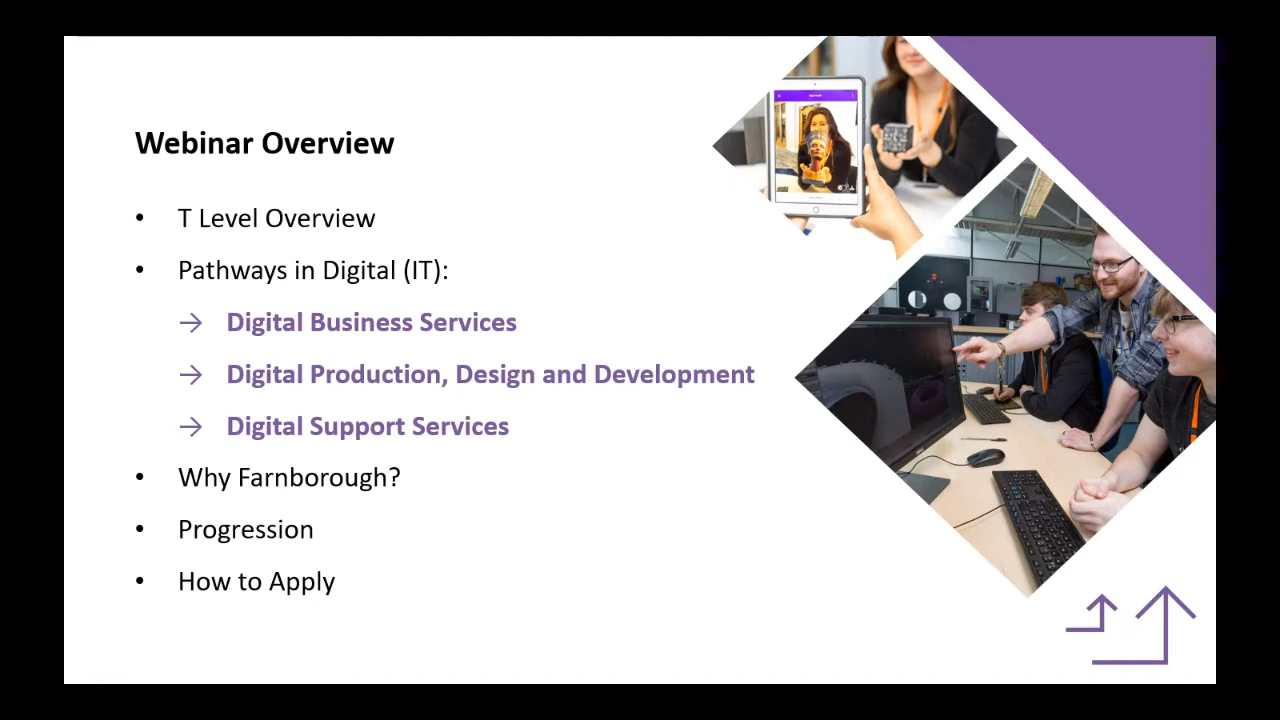 Webinar Overview
• T Level Overview
• Pathways in Digital (IT):
→ Digital Business Services
→ Digital Production, Design and Development
→ Digital Support Services
• Why Farnborough?
• Progression
• How to Apply